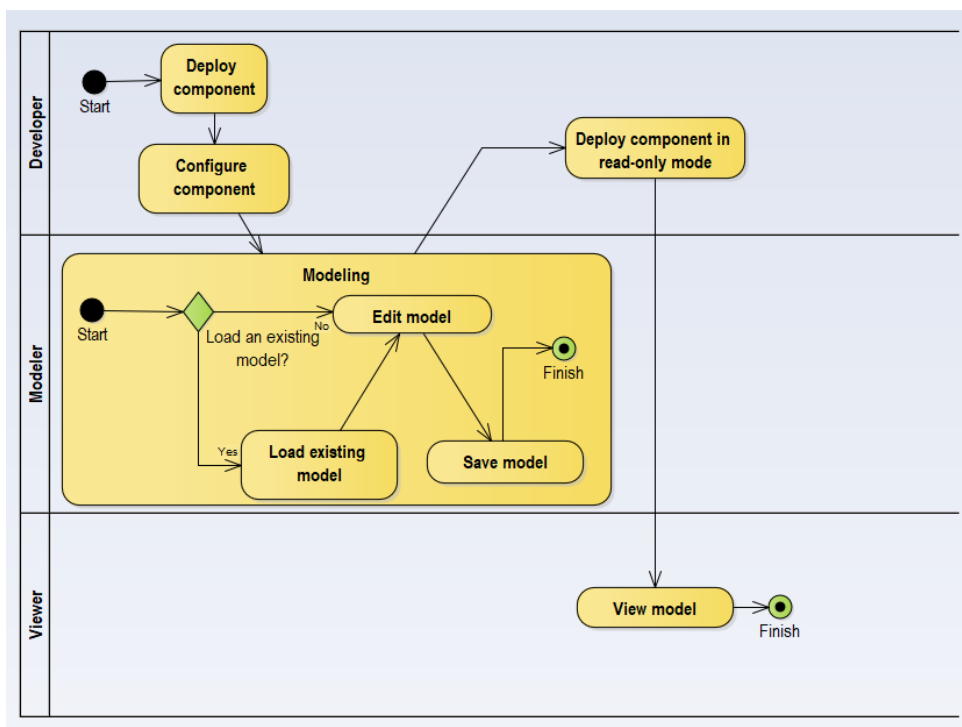 Developer
Start
Deploy
component
Configure
component
Deploy component in
read-only mode
Modeler
Modeling
Start
Load an existing
model?
No
Edit model
Finish
Yes
Load existing
model
Save model
Viewer
View model
Finish